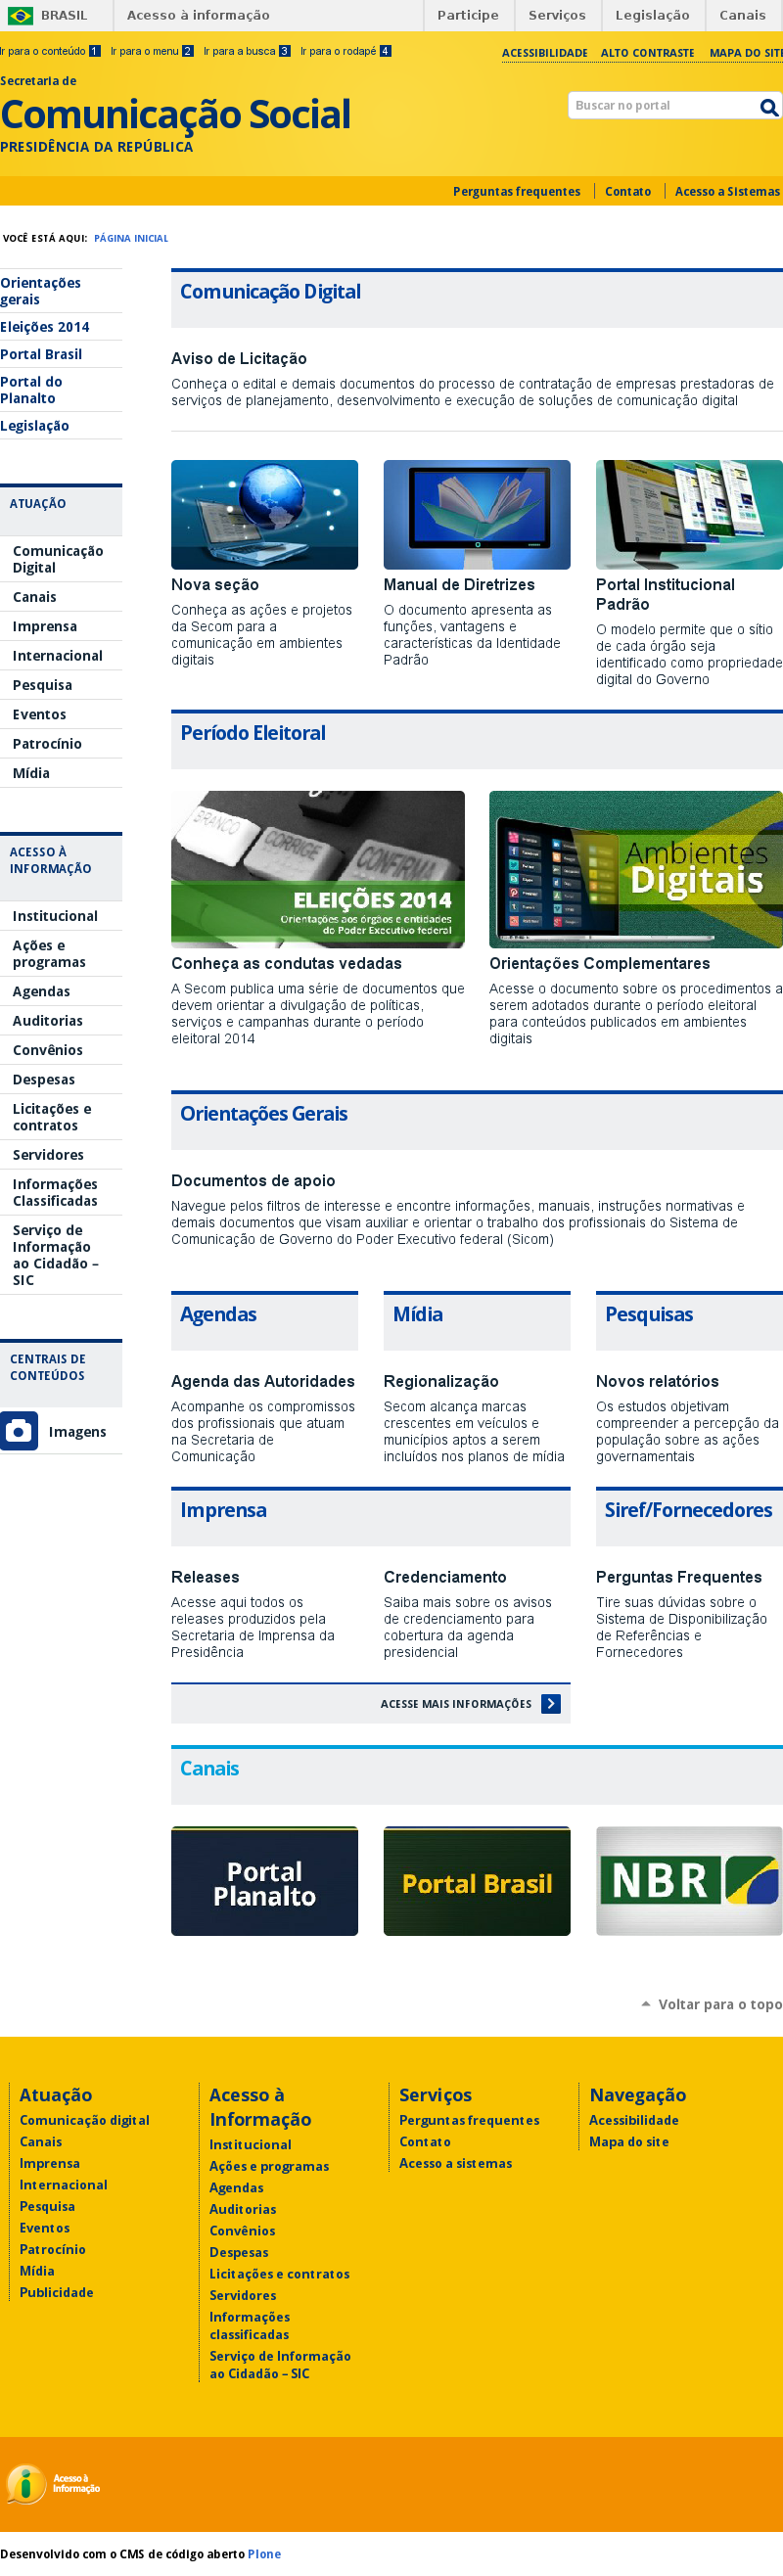 BRASIL
Acesso à informação
Participe
Serviços
Legislação
Canais
Ir para o conteúdo 1
Ir para o menu 2
Ir para a busca 3
Ir para o rodapé 4
ACESSIBILIDADE
ALTO CONTRASTE
MAPA DO SITE
Secretaria de
Comunicação Social
PRESIDÊNCIA DA REPÚBLICA
Buscar no portal
Perguntas frequentes
Contato
Acesso a Sistemas
VOCÊ ESTÁ AQUI: PÁGINA INICIAL
Orientações
gerais
Eleições 2014
Portal Brasil
Portal do
Planalto
Legislação
ATUAÇÃO
Comunicação
Digital
Canais
Imprensa
Internacional
Pesquisa
Eventos
Patrocínio
Mídia
ACESSO À
INFORMAÇÃO
Institucional
Ações e
programas
Agendas
Auditorias
Convênios
Despesas
Licitações e
contratos
Servidores
Informações
Classificadas
Serviço de
Informação
ao Cidadão –
SIC
CENTRAIS DE
CONTEÚDOS
Imagens
Comunicação Digital
Aviso de Licitação
Conheça o edital e demais documentos do processo de contratação de empresas prestadoras de
serviços de planejamento, desenvolvimento e execução de soluções de comunicação digital
Nova seção
Conheça as ações e projetos
da Secom para a
comunicação em ambientes
digitais
Manual de Diretrizes
O documento apresenta as
funções, vantagens e
características da Identidade
Padrão
Portal Institucional
Padrão
O modelo permite que o sítio
de cada órgão seja
identificado como propriedade
digital do Governo
Período Eleitoral
BRANCO
CORRIGE
ELEIÇÕES 2014
Orientações aos órgãos e entidades
do Poder Executivo federal
Conheça as condutas vedadas
A Secom publica uma série de documentos que
devem orientar a divulgação de políticas,
serviços e campanhas durante o período
eleitoral 2014
Ambientes
Digitais
Orientações Complementares
Acesse o documento sobre os procedimentos a
serem adotados durante o período eleitoral
para conteúdos publicados em ambientes
digitais
Orientações Gerais
Documentos de apoio
Navegue pelos filtros de interesse e encontre informações, manuais, instruções normativas e
demais documentos que visam auxiliar e orientar o trabalho dos profissionais do Sistema de
Comunicação de Governo do Poder Executivo federal (Sicom)
Agendas
Agenda das Autoridades
Acompanhe os compromissos
dos profissionais que atuam
na Secretaria de
Comunicação
Mídia
Regionalização
Secom alcança marcas
crescentes em veículos e
municípios aptos a serem
incluídos nos planos de mídia
Pesquisas
Novos relatórios
Os estudos objetivam
compreender a percepção da
população sobre as ações
governamentais
Imprensa
Releases
Acesse aqui todos os
releases produzidos pela
Secretaria de Imprensa da
Presidência
Credenciamento
Saiba mais sobre os avisos
de credenciamento para
cobertura da agenda
presidencial
ACESSE MAIS INFORMAÇÕES
Siref/Fornecedores
Perguntas Frequentes
Tire suas dúvidas sobre o
Sistema de Disponibilização
de Referências e
Fornecedores
Canais
Portal
Planalto
Portal Brasil
NBR
Voltar para o topo
Atuação
Comunicação digital
Canais
Imprensa
Internacional
Pesquisa
Eventos
Patrocínio
Mídia
Publicidade
Acesso à
Informação
Institucional
Ações e programas
Agendas
Auditorias
Convênios
Despesas
Licitações e contratos
Servidores
Informações
classificadas
Serviço de Informação
ao Cidadão – SIC
Serviços
Perguntas frequentes
Contato
Acesso a sistemas
Navegação
Acessibilidade
Mapa do site
Acesso à
Informação
Desenvolvido com o CMS de código aberto Plone